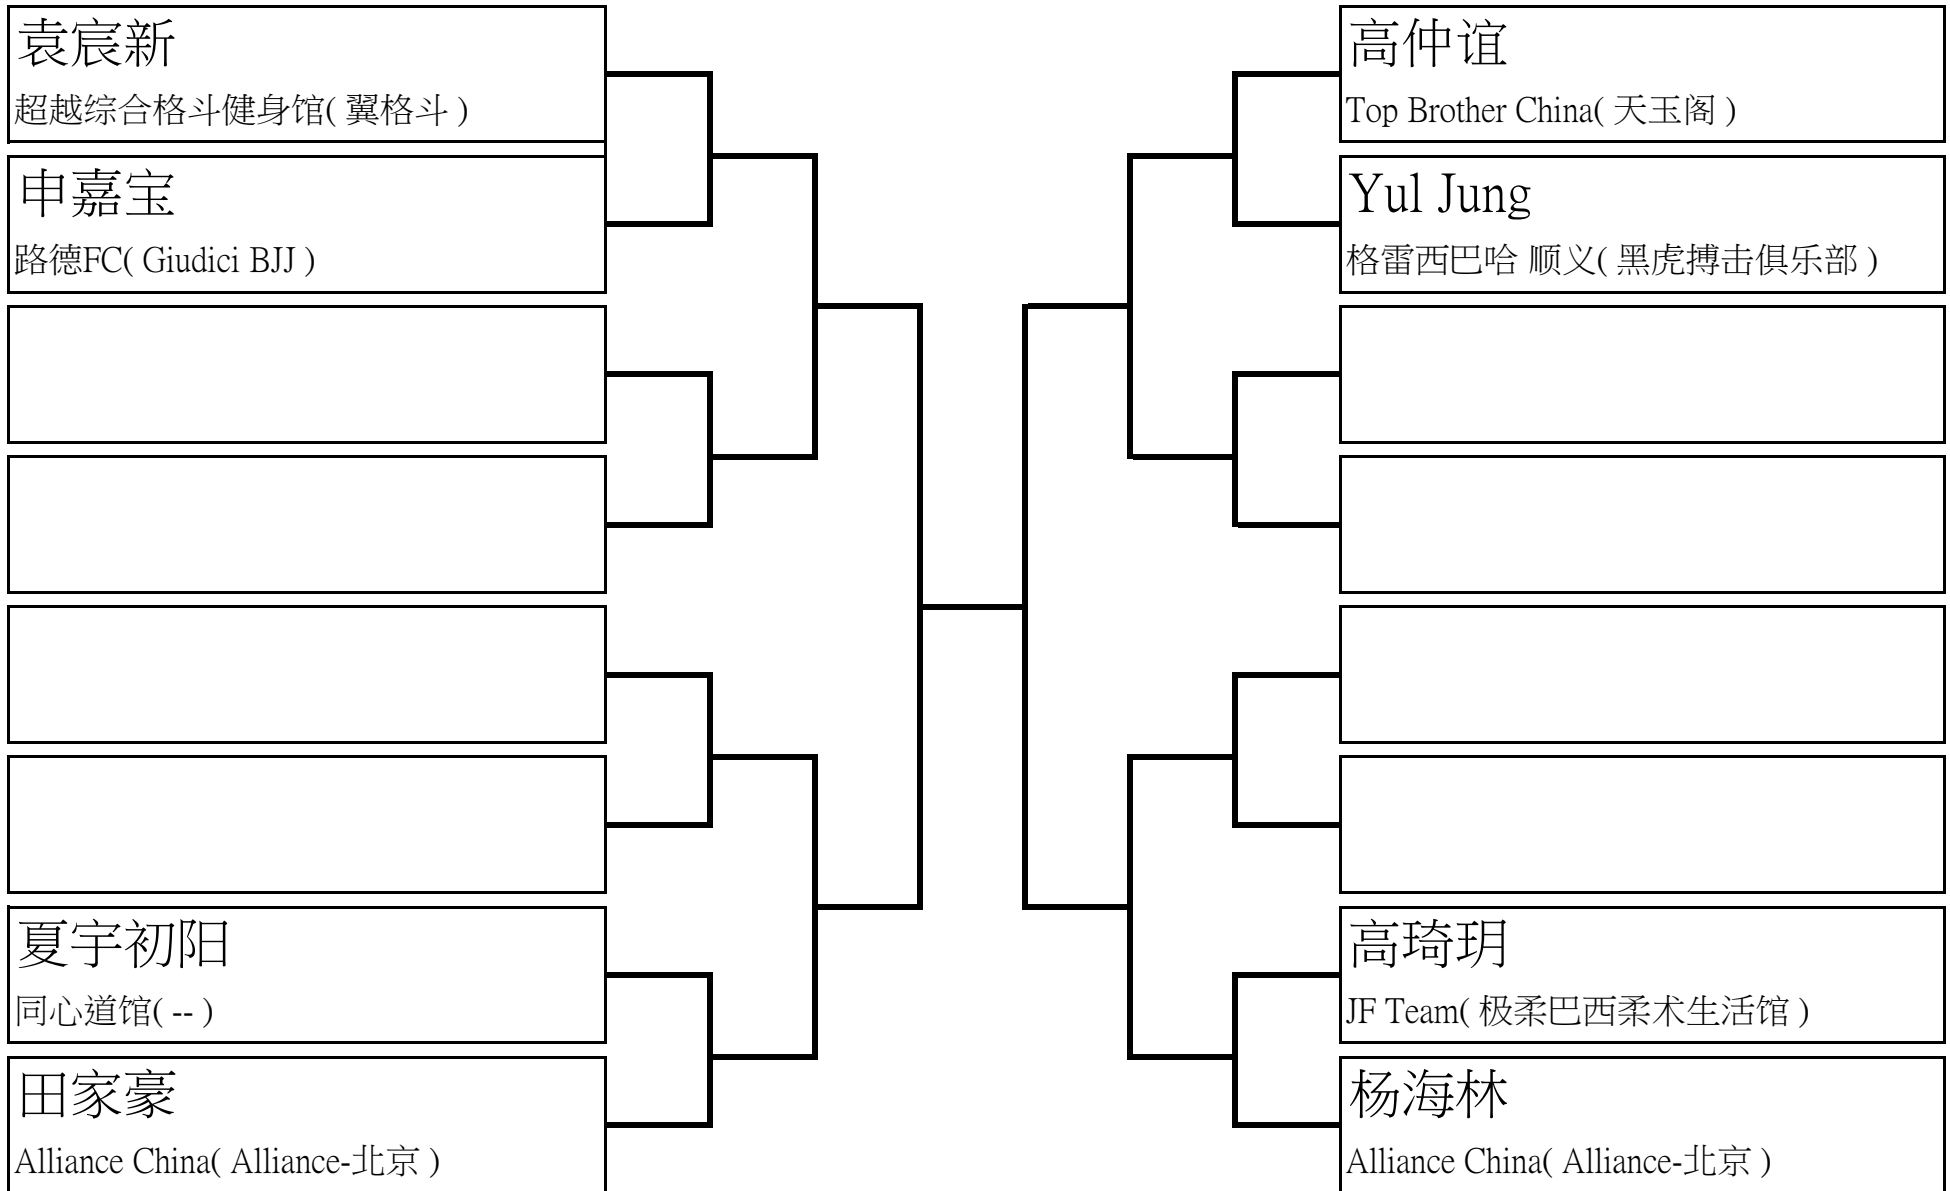 袁宸新
超越综合格斗健身馆( 翼格斗 )
申嘉宝
路德FC( Giudici BJJ )
夏宇初阳
同心道馆( -- )
田家豪
Alliance China( Alliance-北京 )
高仲谊
Top Brother China( 天玉阁 )
Yul Jung
格雷西巴哈 顺义( 黑虎搏击俱乐部 )
高琦玥
JF Team( 极柔巴西柔术生活馆 )
杨海林
Alliance China( Alliance-北京 )